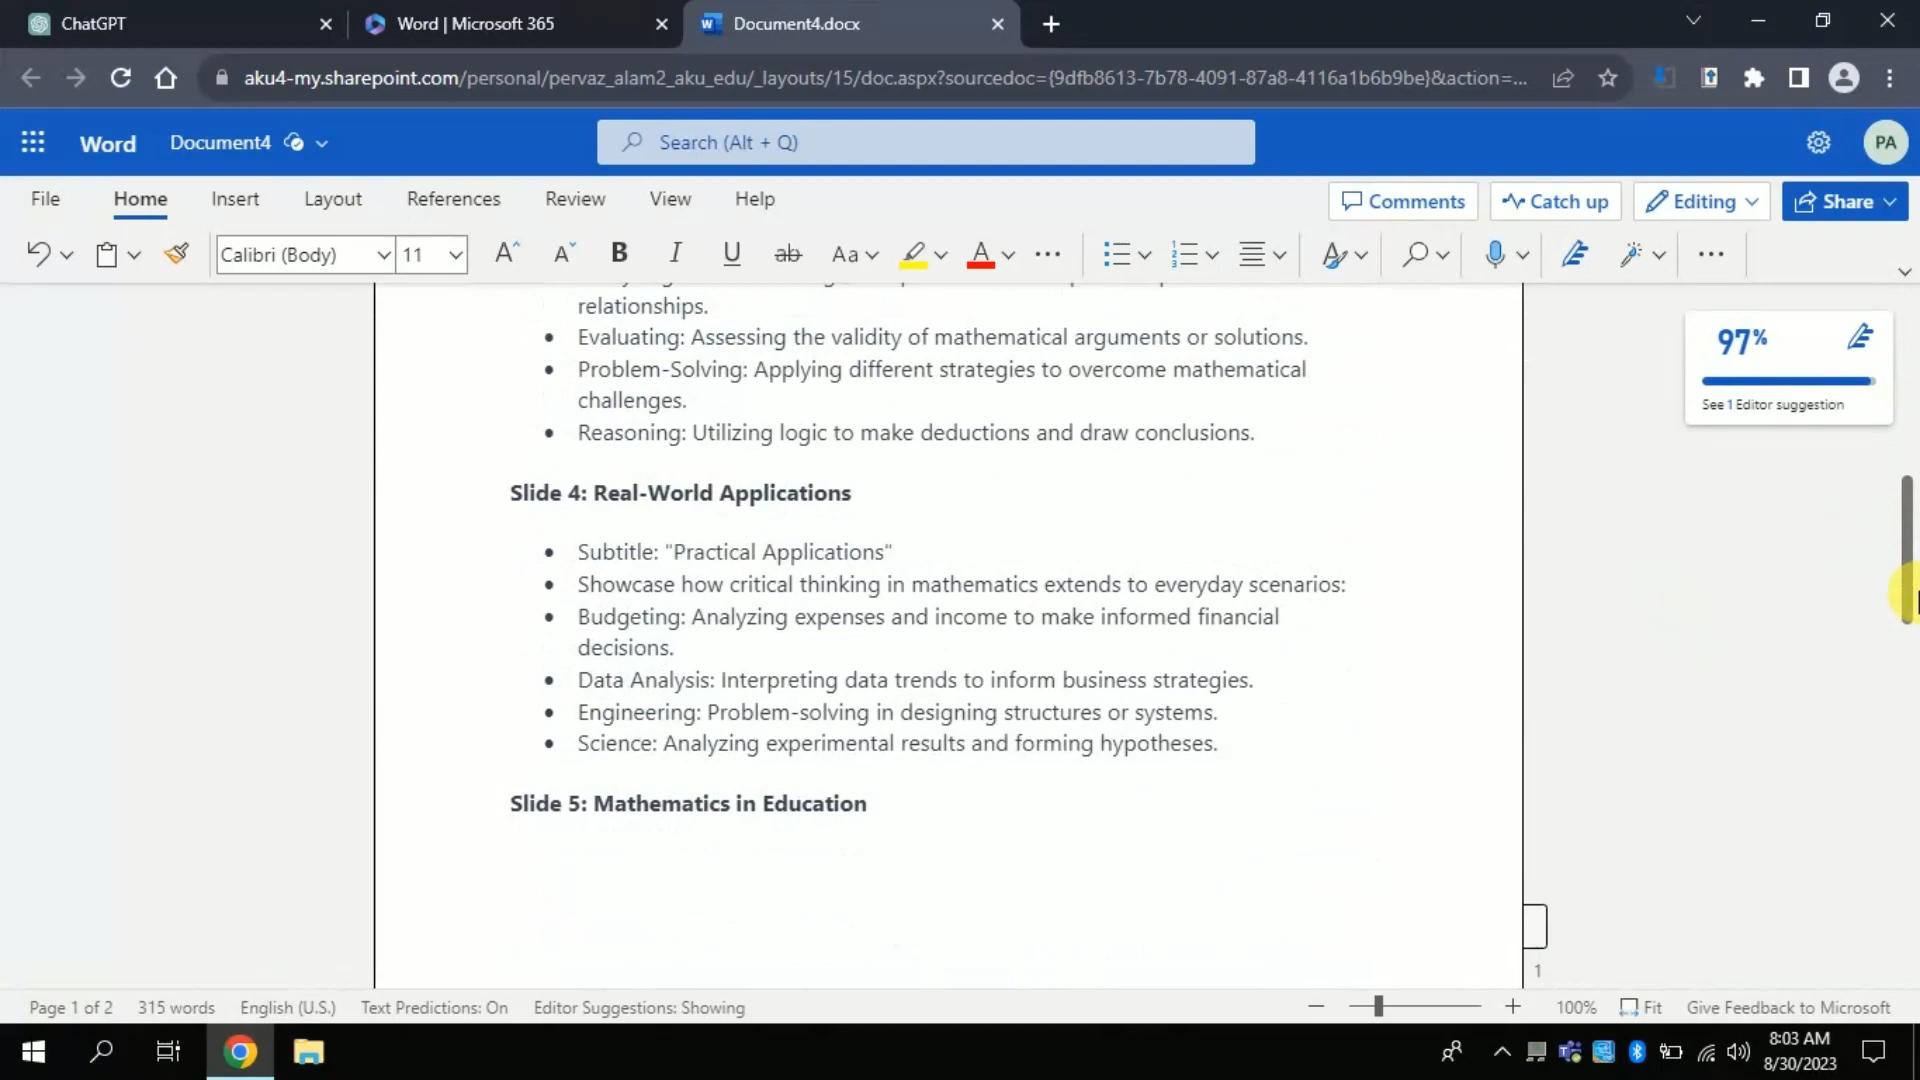 ChatGPT
Word | Microsoft 365
Document4.docx
aku4-my.sharepoint.com/personal/pervaz_alam2_aku_edu/_layouts/15/doc.aspx?sourcedoc={9dfb8613-7b78-4091-87a8-4116a1b6b9be}&action=...
Word
Document4
Search (Alt + Q)
PA
File
Home
Insert
Layout
References
Review
View
Help
Comments
Catch up
Editing
Share
Calibri (Body)
11
relationships.
Evaluating: Assessing the validity of mathematical arguments or solutions.
Problem-Solving: Applying different strategies to overcome mathematical
challenges.
Reasoning: Utilizing logic to make deductions and draw conclusions.
Slide 4: Real-World Applications
Subtitle: "Practical Applications"
Showcase how critical thinking in mathematics extends to everyday scenarios:
Budgeting: Analyzing expenses and income to make informed financial
decisions.
Data Analysis: Interpreting data trends to inform business strategies.
Engineering: Problem-solving in designing structures or systems.
Science: Analyzing experimental results and forming hypotheses.
Slide 5: Mathematics in Education
97%
See 1 Editor suggestion
1
Page 1 of 2
315 words
English (U.S.)
Text Predictions: On
Editor Suggestions: Showing
100%
Fit
Give Feedback to Microsoft
8:03 AM
8/30/2023